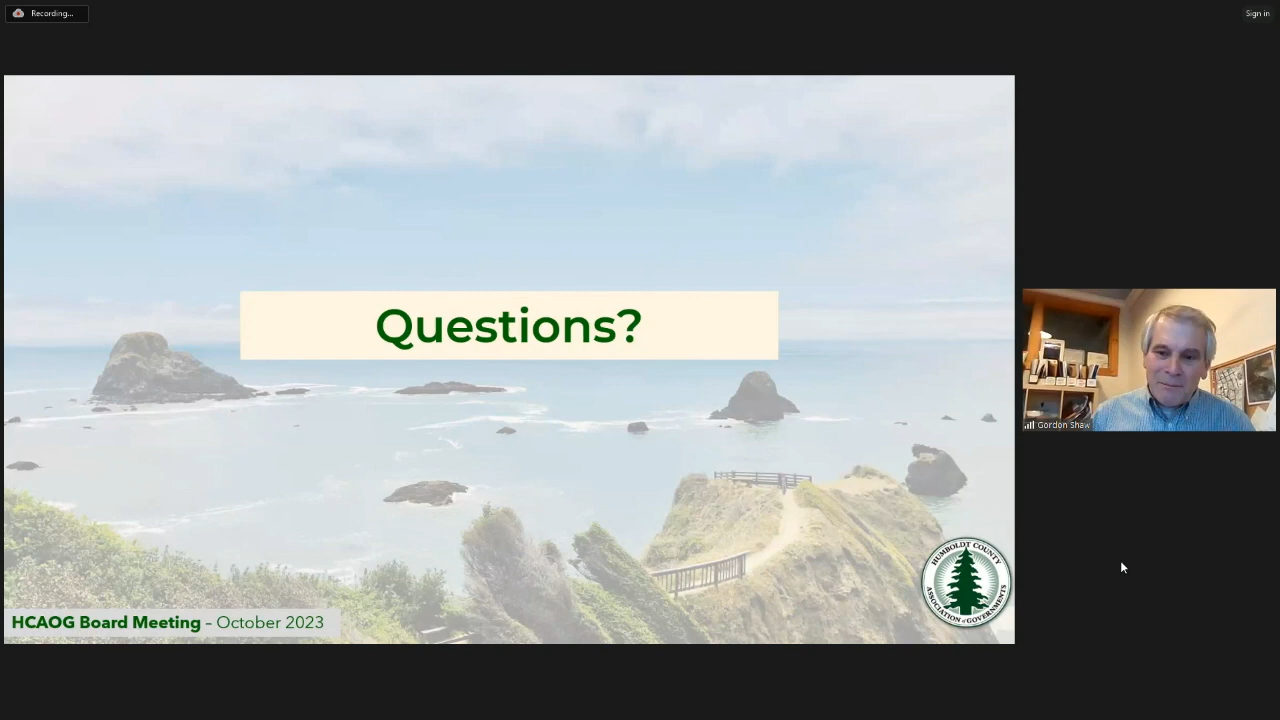 Recording...
Sign in
Questions?
Gordon Shaw
HUMBOLDT COUNTY
ASSOCIATION of GOVERNMENTS
HCAOG Board Meeting – October 2023